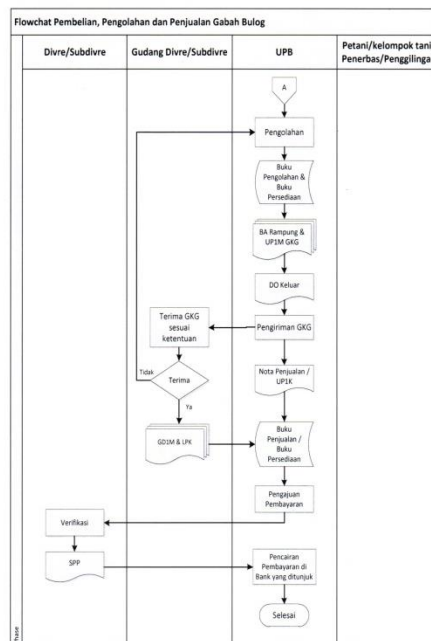 Flowchat Pembelian, Pengolahan dan Penjualan Gabah Bulog
Divre/Subdivre
Gudang Divre/Subdivre
UPB
Petani/kelompok tani
Penerbas/Penggilinga
A
Pengolahan
Buku
Pengolahan &
Buku
Persediaan
BA Rampung &
UP1M GKG
DO Keluar
Terima GKG
sesuai
ketentuan
Pengiriman GKG
Tidak
Terima
Nota Penjualan /
UP1K
Ya
GD1M & LPK
Buku
Penjualan /
Buku
Persediaan
Pengajuan
Pembayaran
Verifikasi
SPP
Pencairan
Pembayaran di
Bank yang ditunjuk
Selesai
Phase